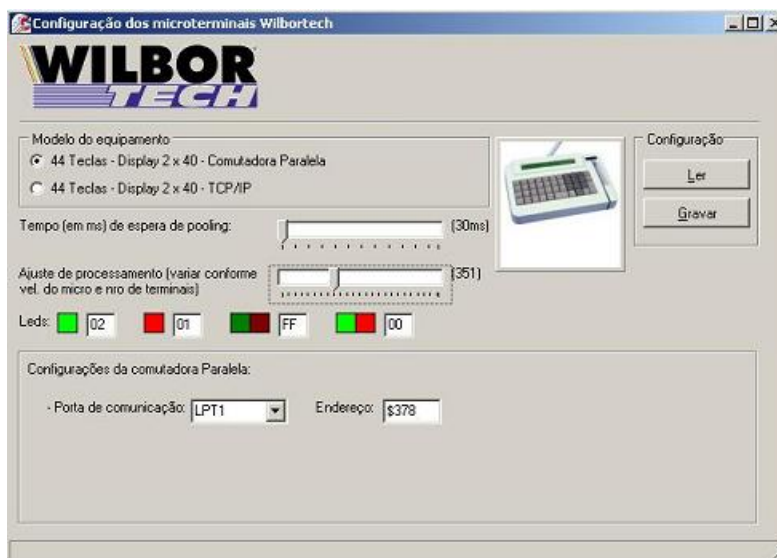 Configuração dos microterminais Wilbortech
WILBOR
TECH
Modelo do equipamento
44 Teclas - Display 2 x 40 - Comutadora Paralela
44 Teclas - Display 2 x 40 - TCP/IP
Configuração
Ler
Gravar
Tempo (em ms) de espera de pooling:
(30ms)
Ajuste de processamento (variar conforme
vel. do micro e nro de terminais)
(351)
Leds:
02
01
FF
00
Configurações da comutadora Paralela:
- Porta de comunicação:
LPT1
Endereço:
$378